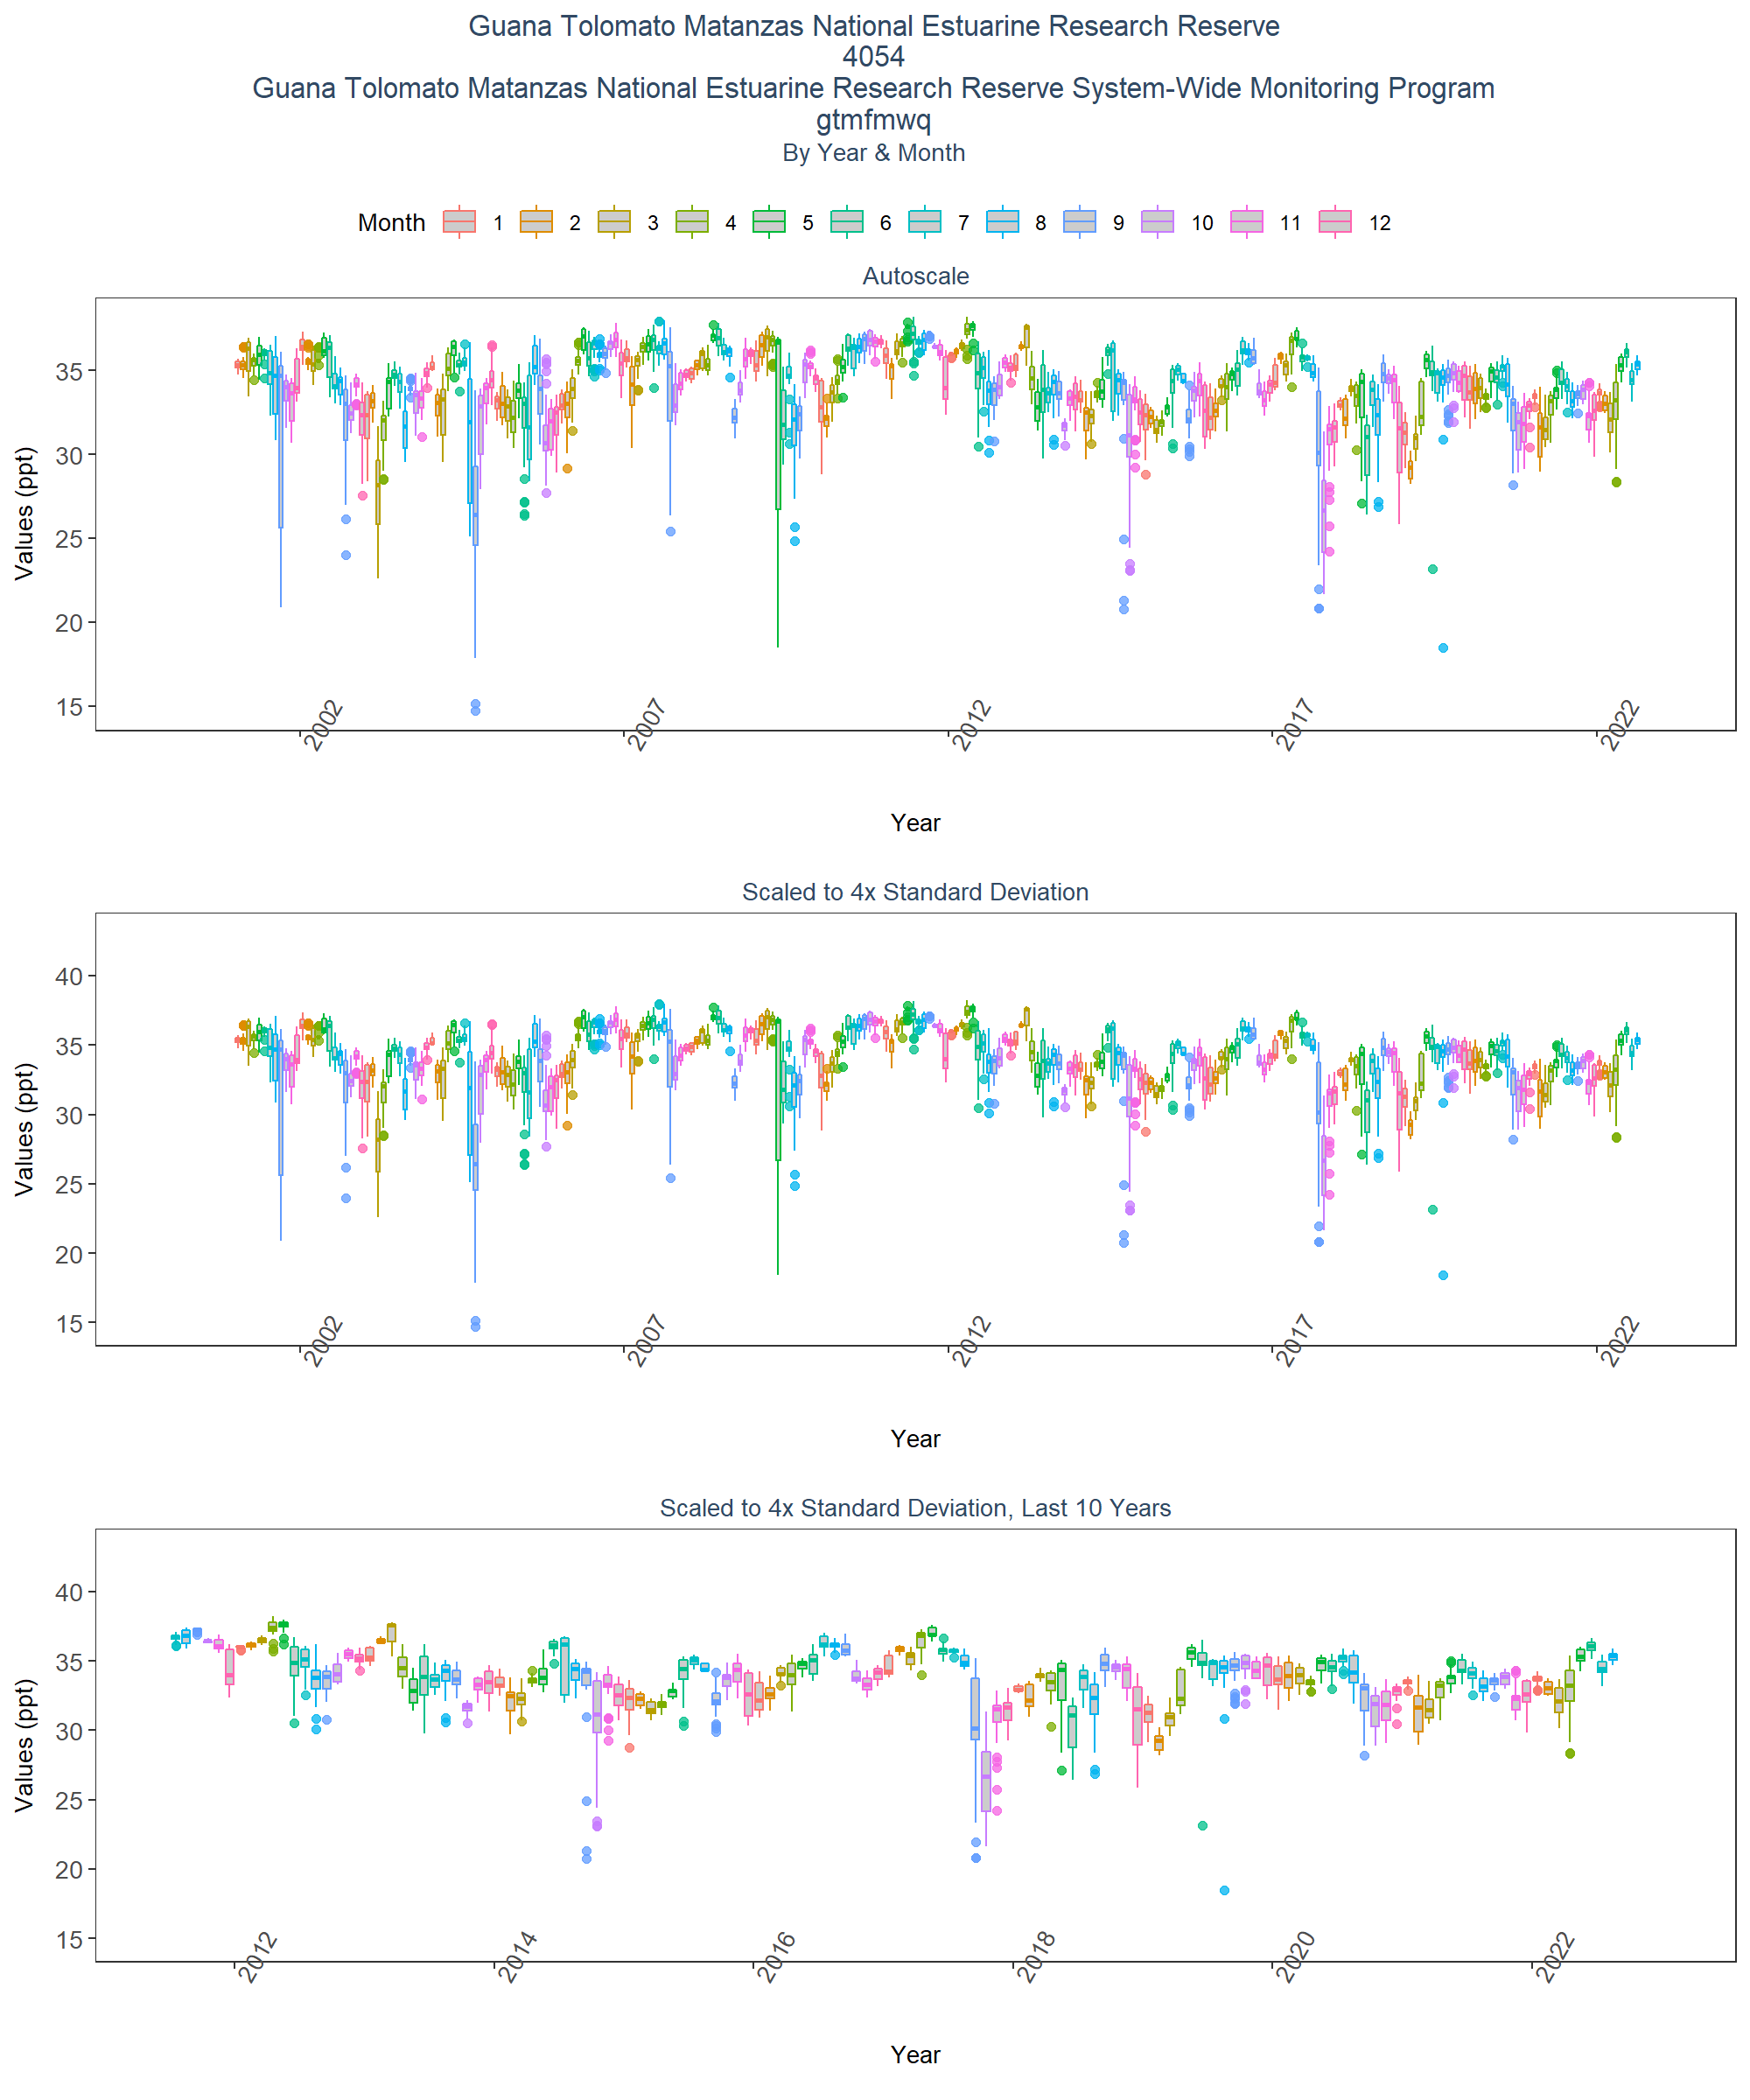 Guana Tolomato Matanzas National Estuarine Research Reserve
4054
Guana Tolomato Matanzas National Estuarine Research Reserve System-Wide Monitoring Program
gtmfmwq
By Year & Month
Month 1 2 3 4 5 6 7 8 9 10 11 12
Autoscale
Values (ppt)
35
30
25
20
15
2002 2007 2012 2017 2022
Year
Scaled to 4x Standard Deviation
Values (ppt)
40
35
30
25
20
15
2002 2007 2012 2017 2022
Year
Scaled to 4x Standard Deviation, Last 10 Years
Values (ppt)
40
35
30
25
20
15
2012 2014 2016 2018 2020 2022
Year